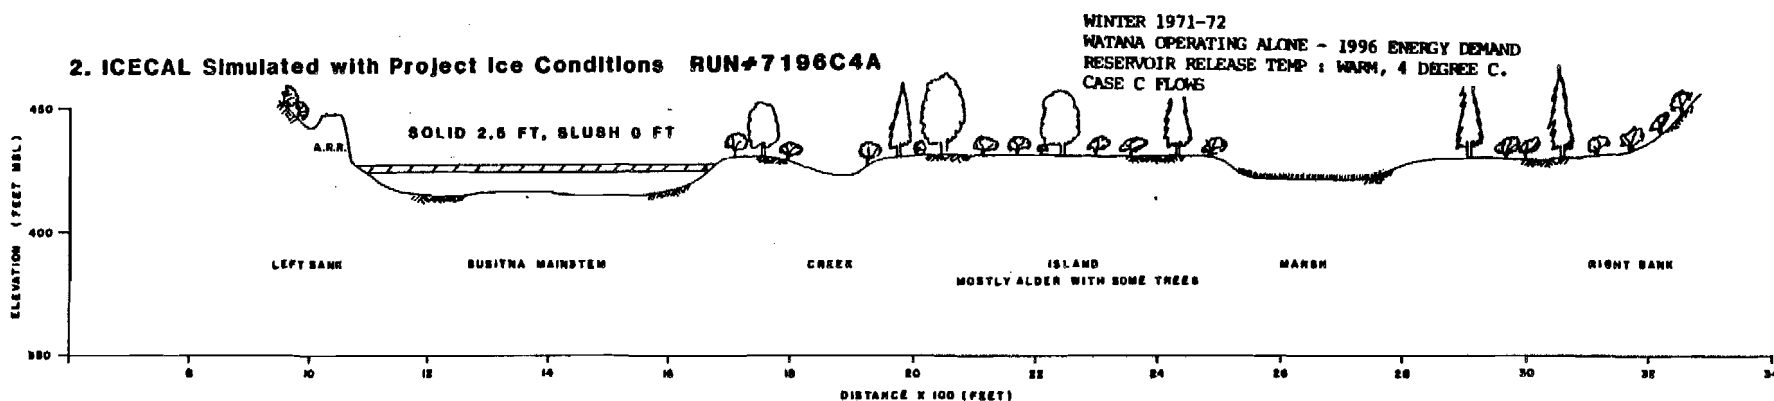 WINTER 1971-72
WATANA OPERATING ALONE - 1996 ENERGY DEMAND
RESERVOIR RELEASE TEMP : WARM, 4 DEGREE C.
CASE C FLOWS
2. ICECAL Simulated with Project Ice Conditions RUN#7196C4A
SOLID 2.5 FT, SLUSH 0 FT
A.R.R.
ELEVATION (FEET MSL)
450
400
350
LEFT BANK
SUSITNA MAINSTEM
CREEK
ISLAND
MARSH
RIGHT BANK
MOSTLY ALDER WITH SOME TREES
8
10
12
14
16
18
20
22
24
26
28
30
32
34
DISTANCE X 100 (FEET)